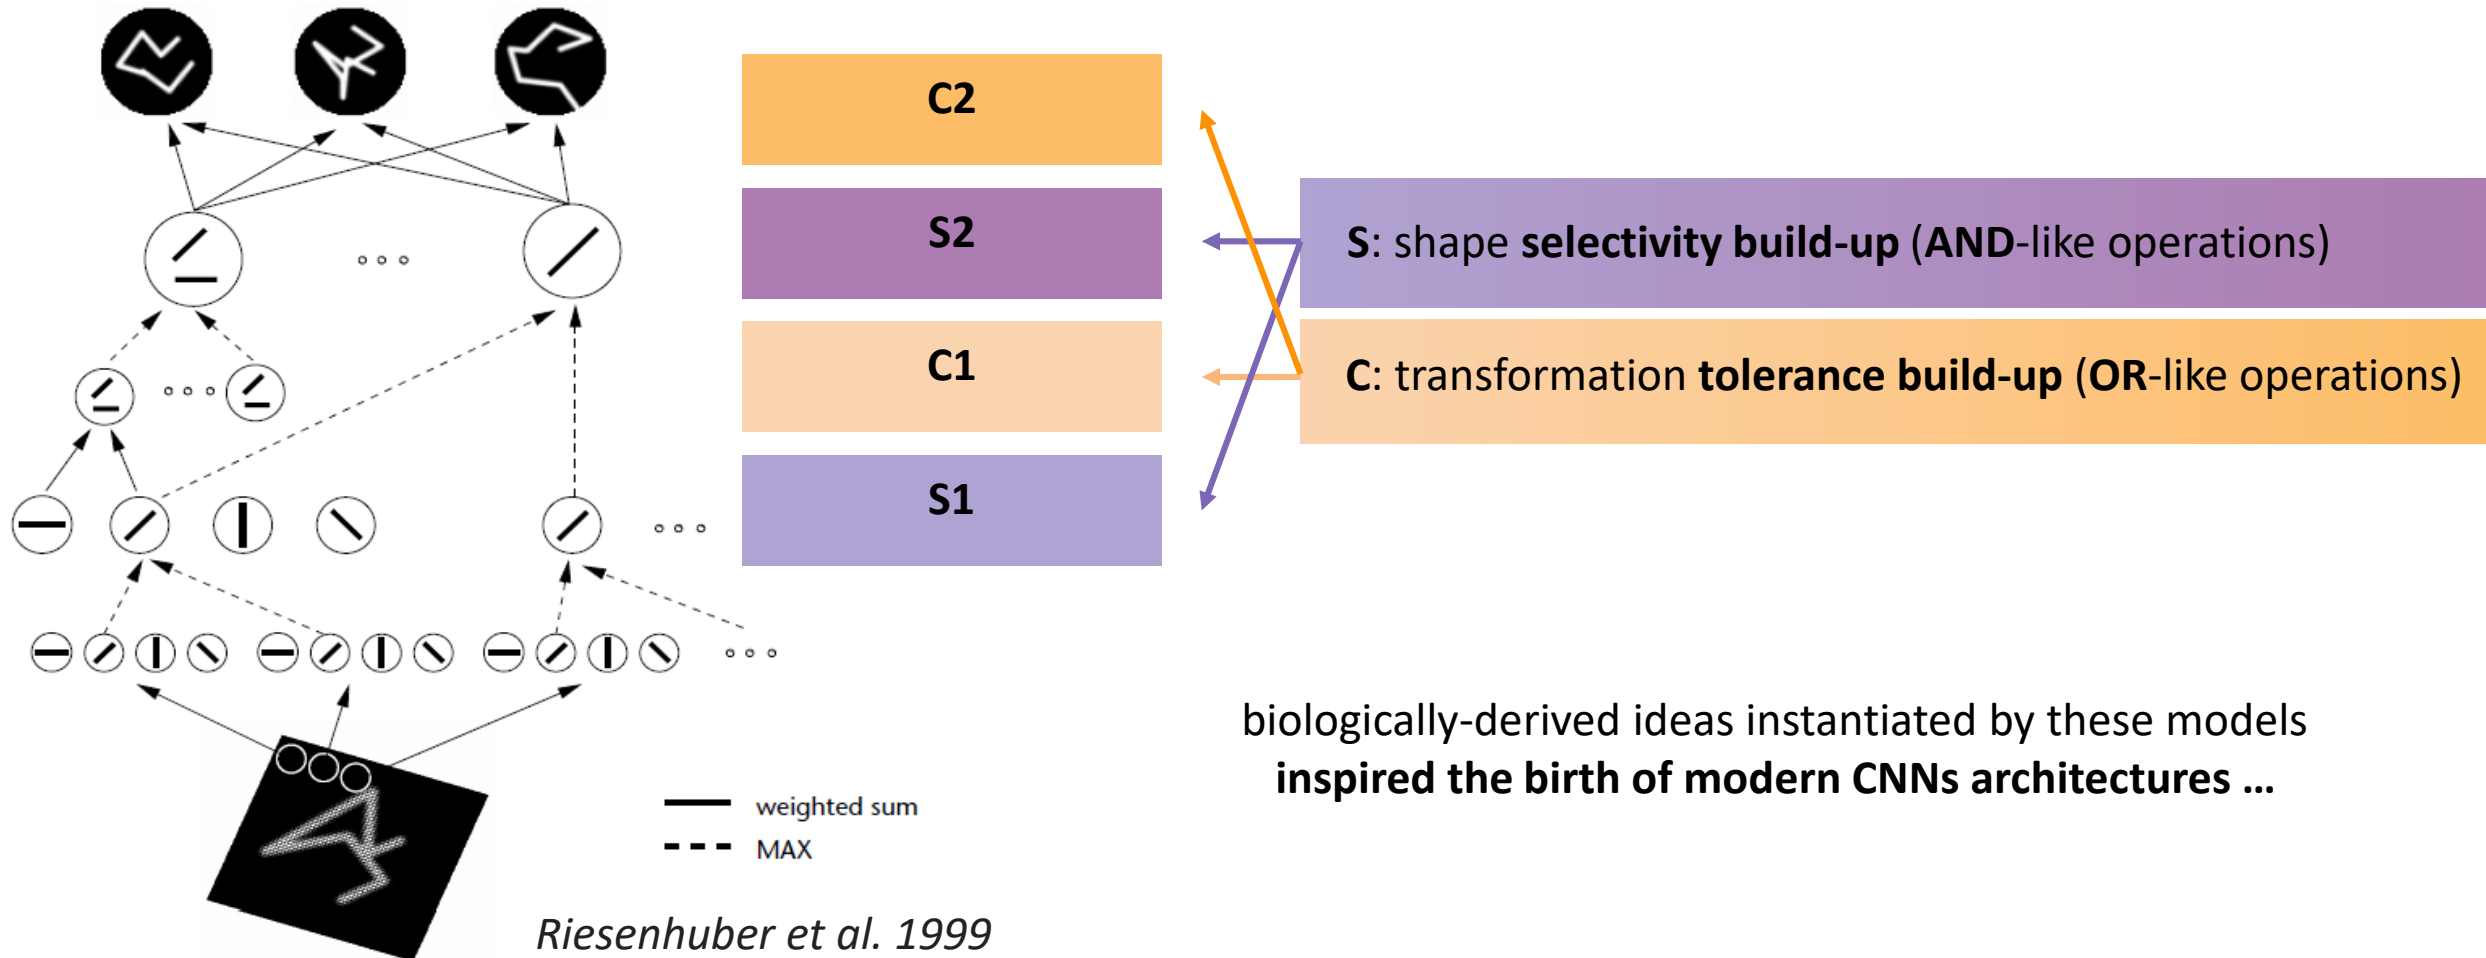 C2
S2
C1
S1
S: shape selectivity build-up (AND-like operations)
C: transformation tolerance build-up (OR-like operations)
biologically-derived ideas instantiated by these models
inspired the birth of modern CNNs architectures ...
weighted sum
MAX
Riesenhuber et al. 1999